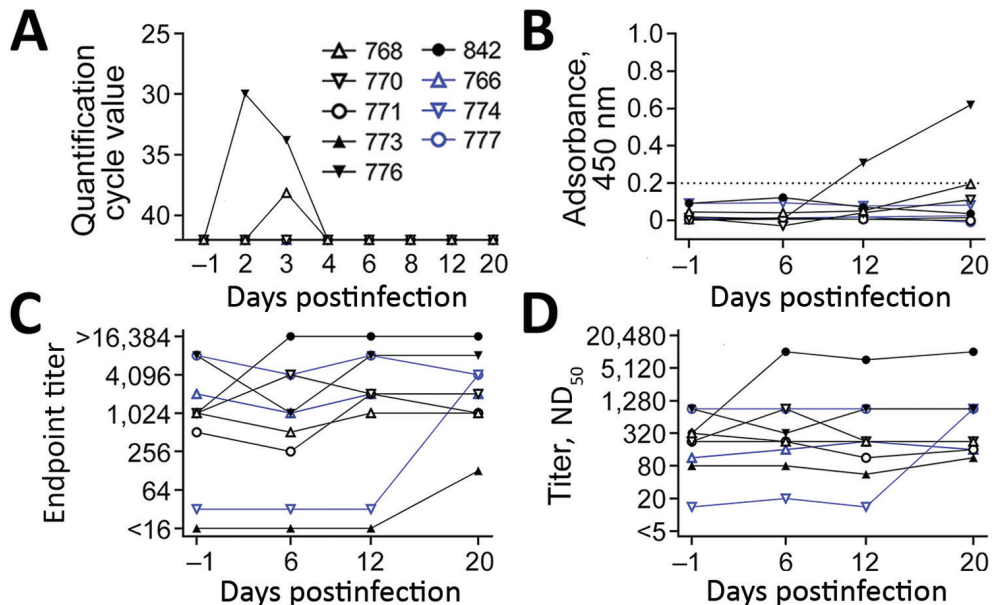 A
Quantification
cycle value
25
30
35
40
768
770
771
773
776
842
766
774
777
–1 2 3 4 6 8 12 20
Days postinfection
B
Adsorbance,
450 nm
1.0
0.8
0.6
0.4
0.2
0
–1 6 12 20
Days postinfection
C
Endpoint titer
>16,384
4,096
1,024
256
64
<16
–1 6 12 20
Days postinfection
D
Titer, ND50
20,480
5,120
1,280
320
80
20
<5
–1 6 12 20
Days postinfection